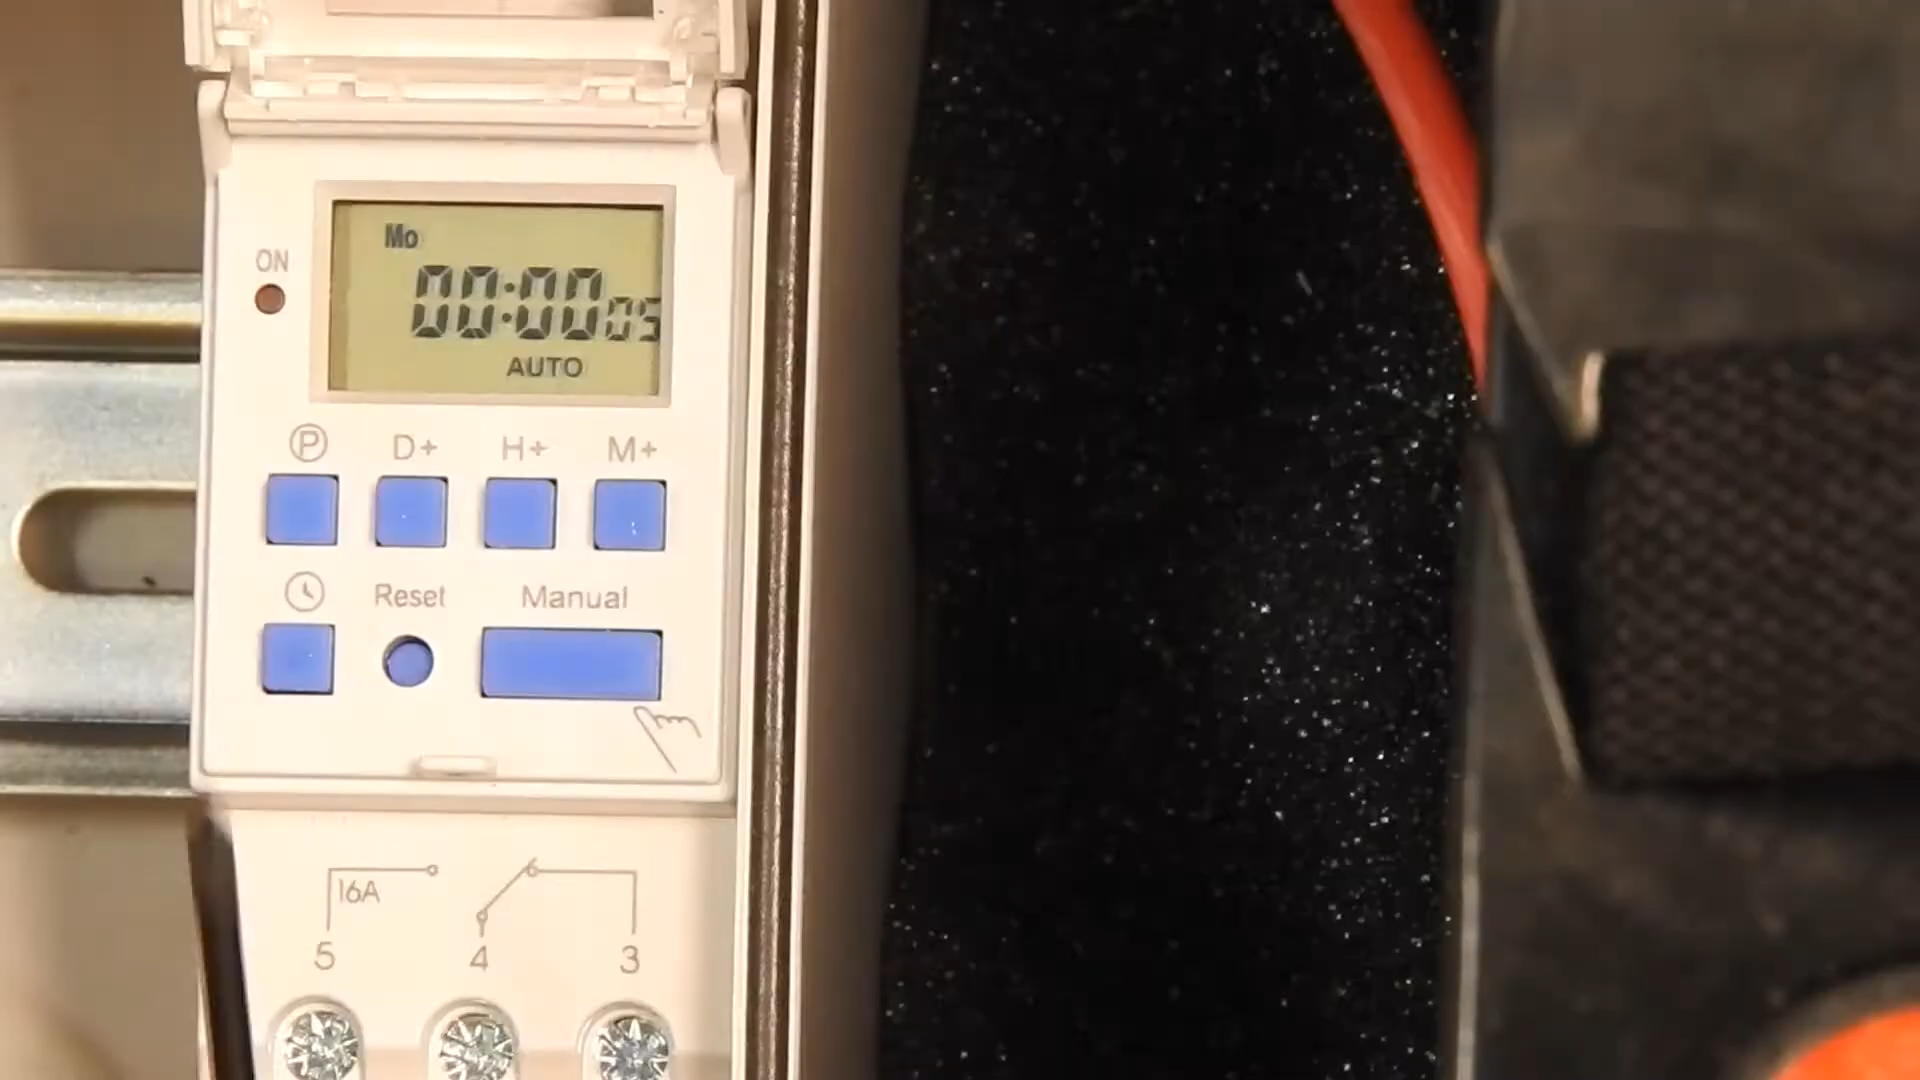 Mo
ON
00:00 05
AUTO
P D+ H+ M+
Reset Manual
16A
5 4 3